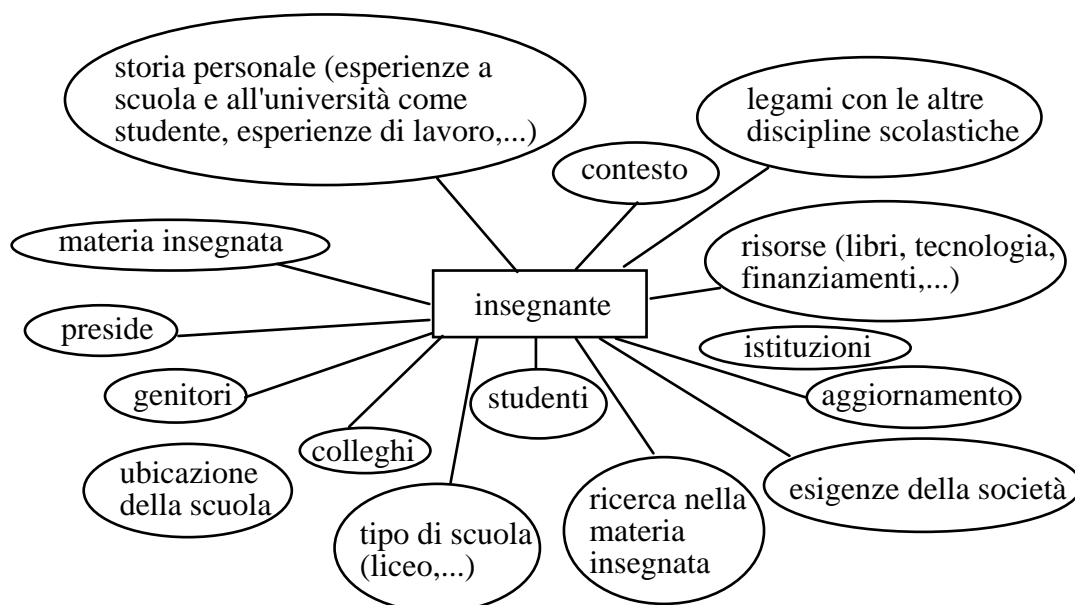 storia personale (esperienze a
scuola e all'università come
studente, esperienze di lavoro,...)
legami con le altre
discipline scolastiche
contesto
materia insegnata
risorse (libri, tecnologia,
finanziamenti,...)
insegnante
preside
istituzioni
genitori
studenti
aggiornamento
colleghi
ubicazione
della scuola
esigenze della società
ricerca nella
materia
insegnata
tipo di scuola
(liceo,...)